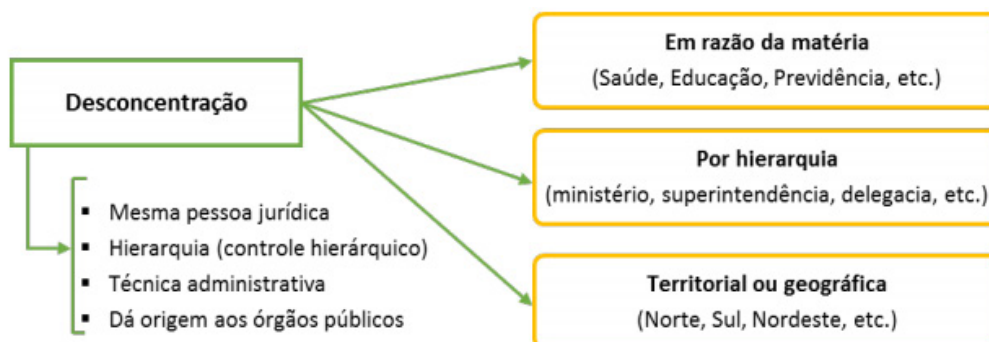 Desconcentração
▪ Mesma pessoa jurídica
▪ Hierarquia (controle hierárquico)
▪ Técnica administrativa
▪ Dá origem aos órgãos públicos
Em razão da matéria
(Saúde, Educação, Previdência, etc.)
Por hierarquia
(ministério, superintendência, delegacia, etc.)
Territorial ou geográfica
(Norte, Sul, Nordeste, etc.)